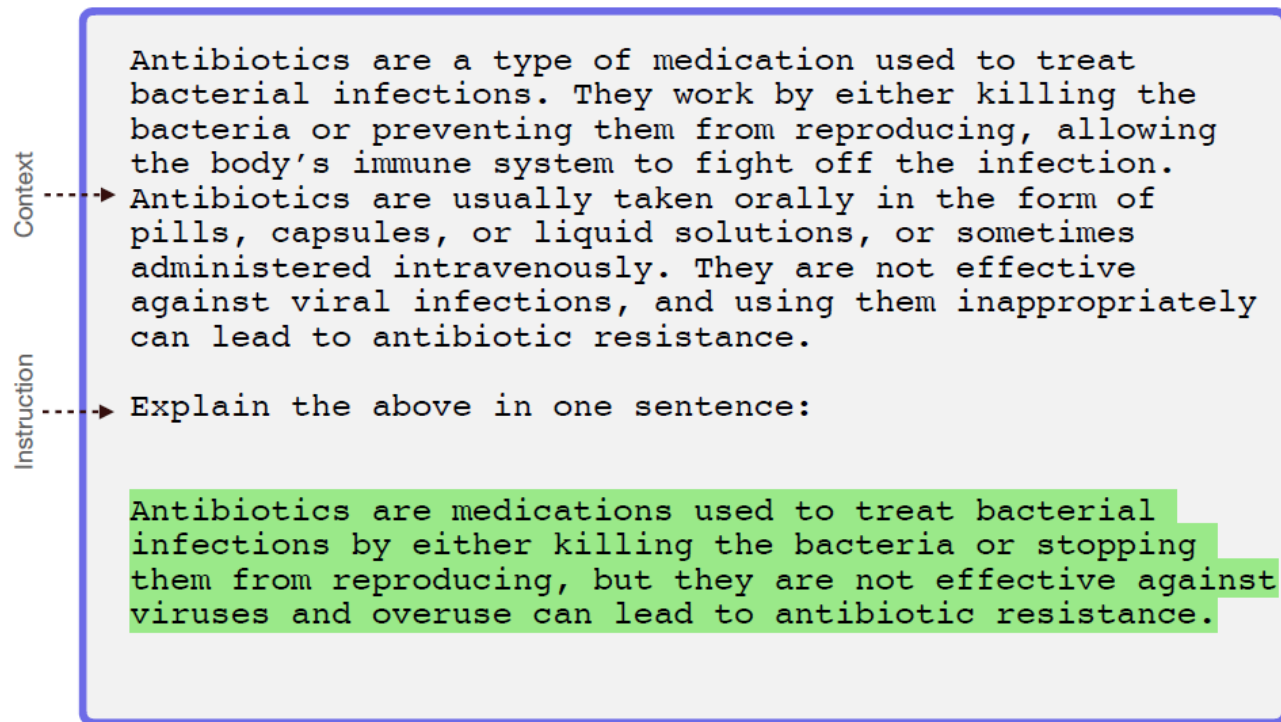 Context
Antibiotics are a type of medication used to treat
bacterial infections. They work by either killing the
bacteria or preventing them from reproducing, allowing
the body’s immune system to fight off the infection.
Antibiotics are usually taken orally in the form of
pills, capsules, or liquid solutions, or sometimes
administered intravenously. They are not effective
against viral infections, and using them inappropriately
can lead to antibiotic resistance.
Instruction
Explain the above in one sentence:
Antibiotics are medications used to treat bacterial
infections by either killing the bacteria or stopping
them from reproducing, but they are not effective against
viruses and overuse can lead to antibiotic resistance.